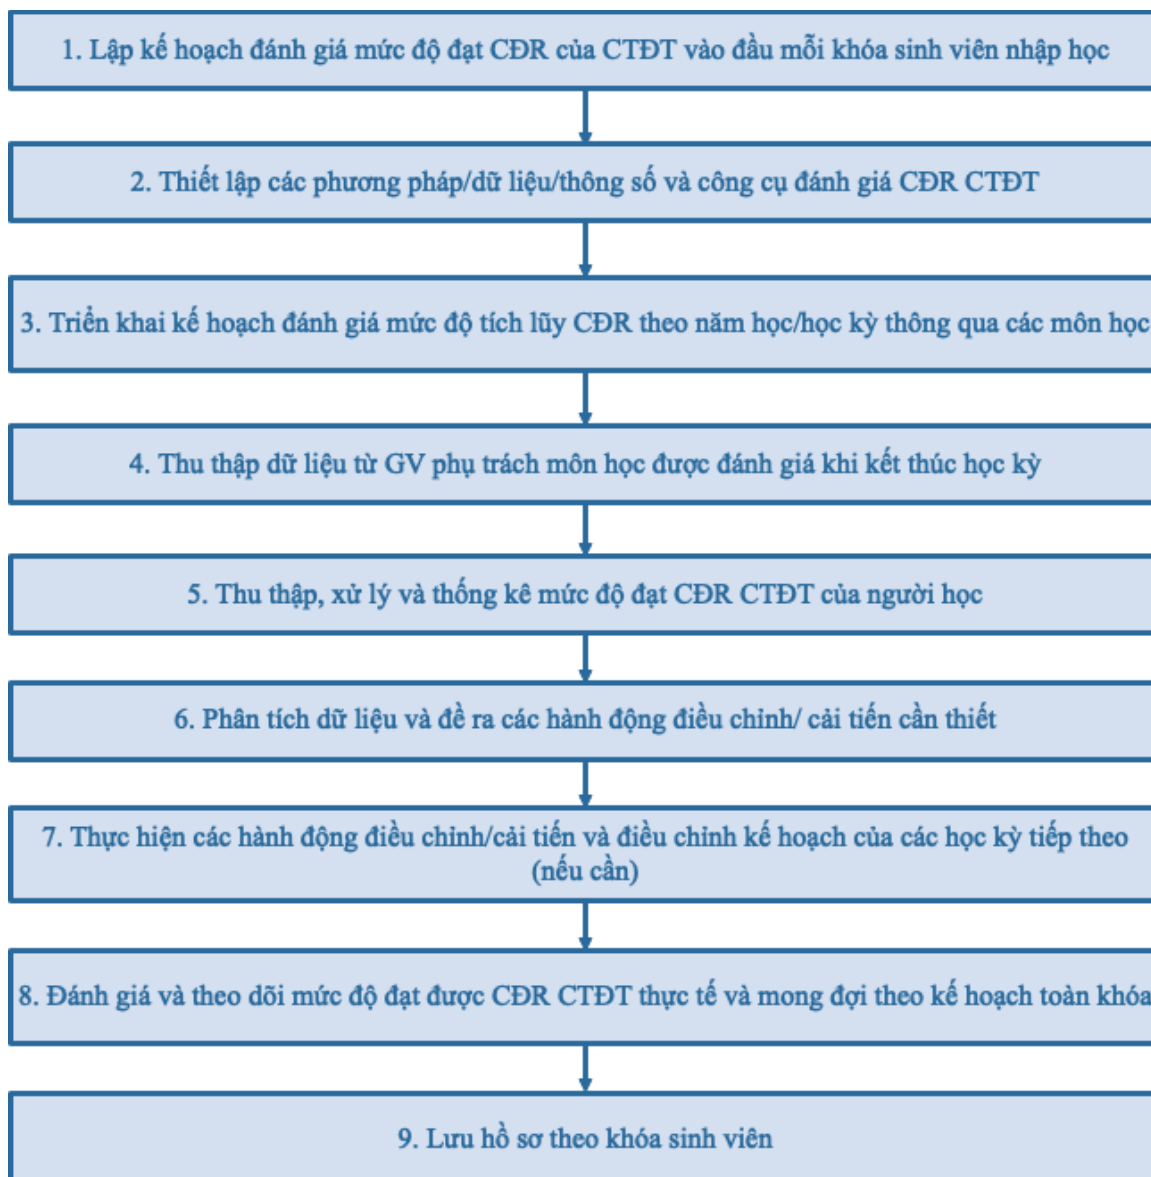 1. Lập kế hoạch đánh giá mức độ đạt CĐR của CTĐT vào đầu mỗi khóa sinh viên nhập học
2. Thiết lập các phương pháp/dữ liệu/thông số và công cụ đánh giá CĐR CTĐT
3. Triển khai kế hoạch đánh giá mức độ tích lũy CĐR theo năm học/học kỳ thông qua các môn học
4. Thu thập dữ liệu từ GV phụ trách môn học được đánh giá khi kết thúc học kỳ
5. Thu thập, xử lý và thống kê mức độ đạt CĐR CTĐT của người học
6. Phân tích dữ liệu và đề ra các hành động điều chỉnh/ cải tiến cần thiết
7. Thực hiện các hành động điều chỉnh/cải tiến và điều chỉnh kế hoạch của các học kỳ tiếp theo
(nếu cần)
8. Đánh giá và theo dõi mức độ đạt được CĐR CTĐT thực tế và mong đợi theo kế hoạch toàn khóa
9. Lưu hồ sơ theo khóa sinh viên